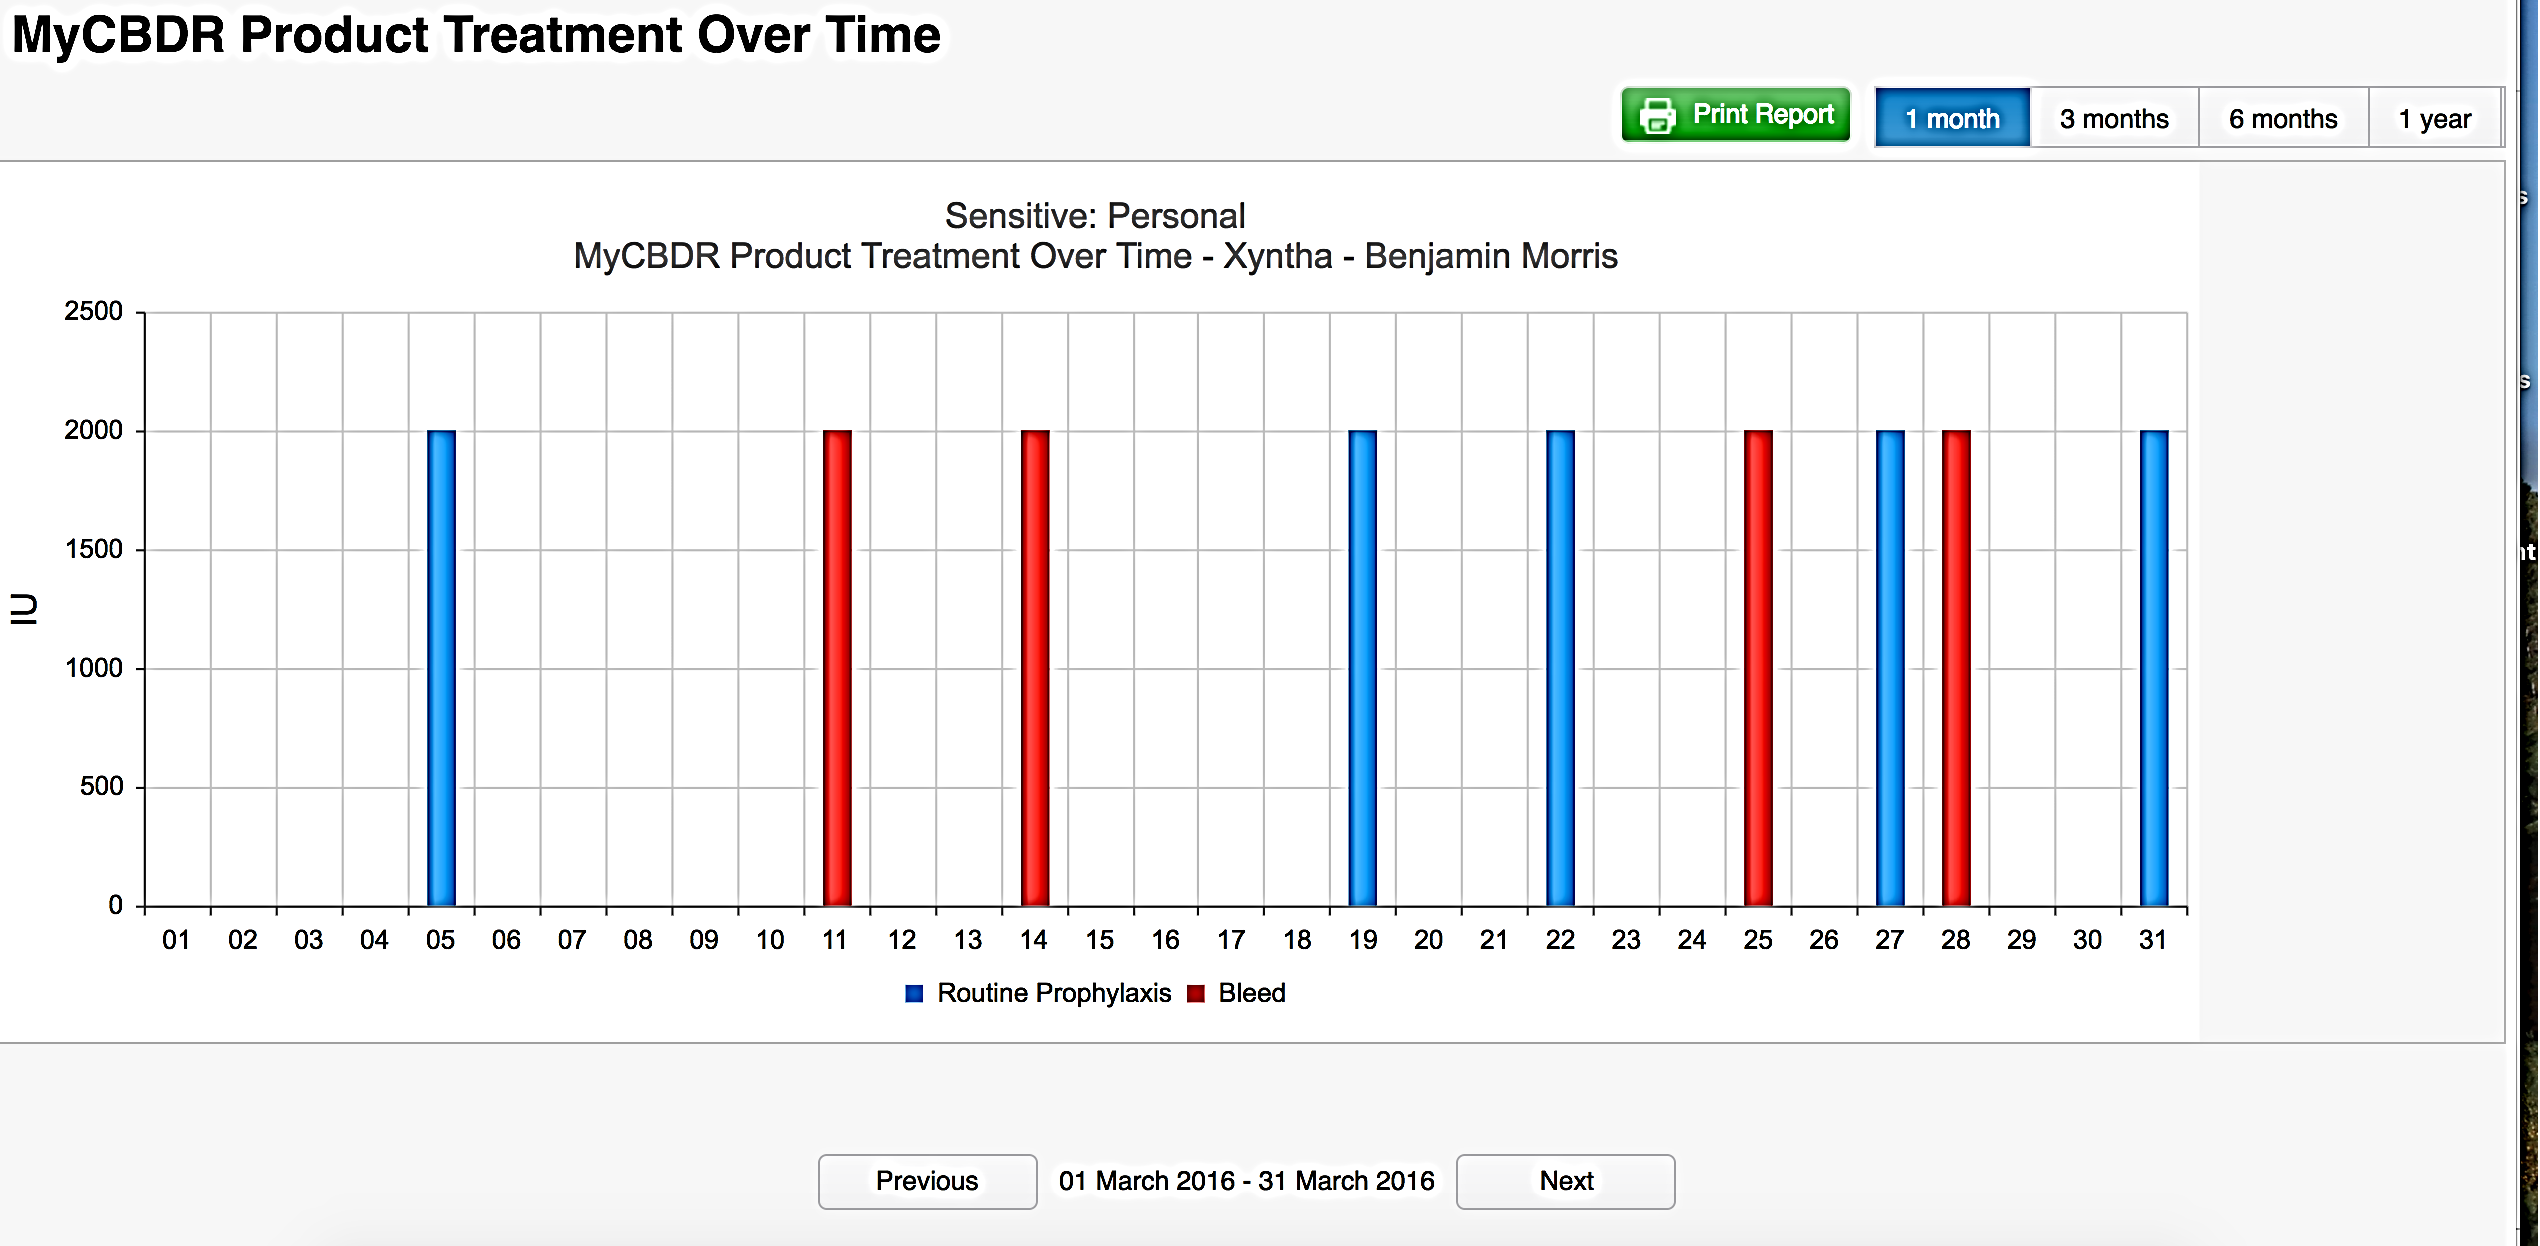 MyCBDR Product Treatment Over Time
Print Report 1 month 3 months 6 months 1 year
Sensitive: Personal
MyCBDR Product Treatment Over Time - Xyntha - Benjamin Morris
2500
2000
1500
1000
500
0
IU
01 02 03 04 05 06 07 08 09 10 11 12 13 14 15 16 17 18 19 20 21 22 23 24 25 26 27 28 29 30 31
Routine Prophylaxis Bleed
Previous 01 March 2016 - 31 March 2016 Next